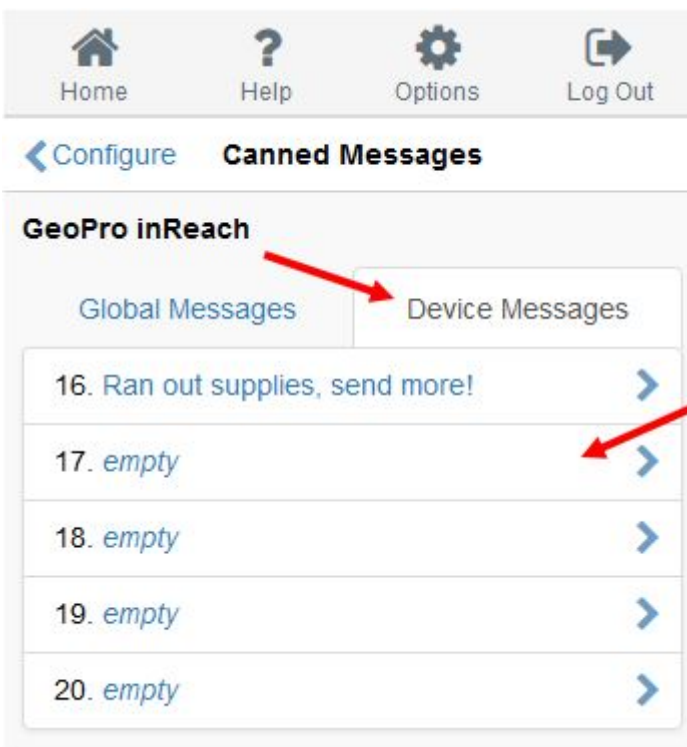 Home Help Options Log Out
Configure Canned Messages
GeoPro inReach
Global Messages Device Messages
16. Ran out supplies, send more!
17. empty
18. empty
19. empty
20. empty